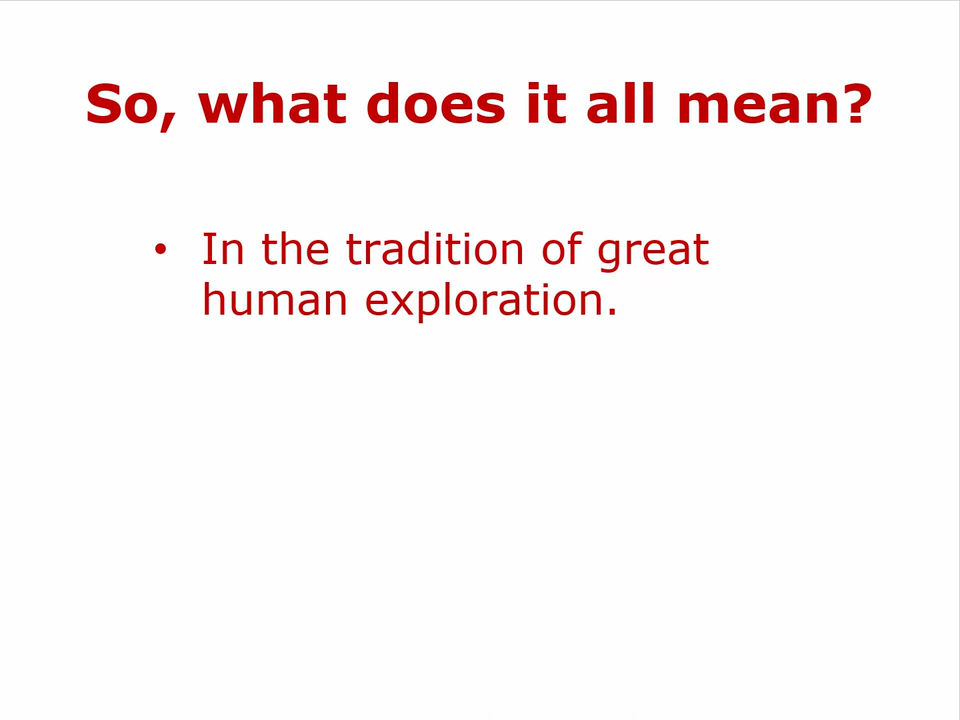 So, what does it all mean?
• In the tradition of great
human exploration.